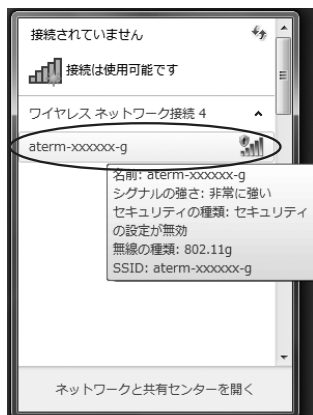 接続されていません
接続は使用可能です
ワイヤレス ネットワーク接続 4
aterm-xxxxxx-g
名前: aterm-xxxxxx-g
シグナルの強さ: 非常に強い
セキュリティの種類: セキュリティ
の設定が無効
無線の種類: 802.11g
SSID: aterm-xxxxxx-g
ネットワークと共有センターを開く